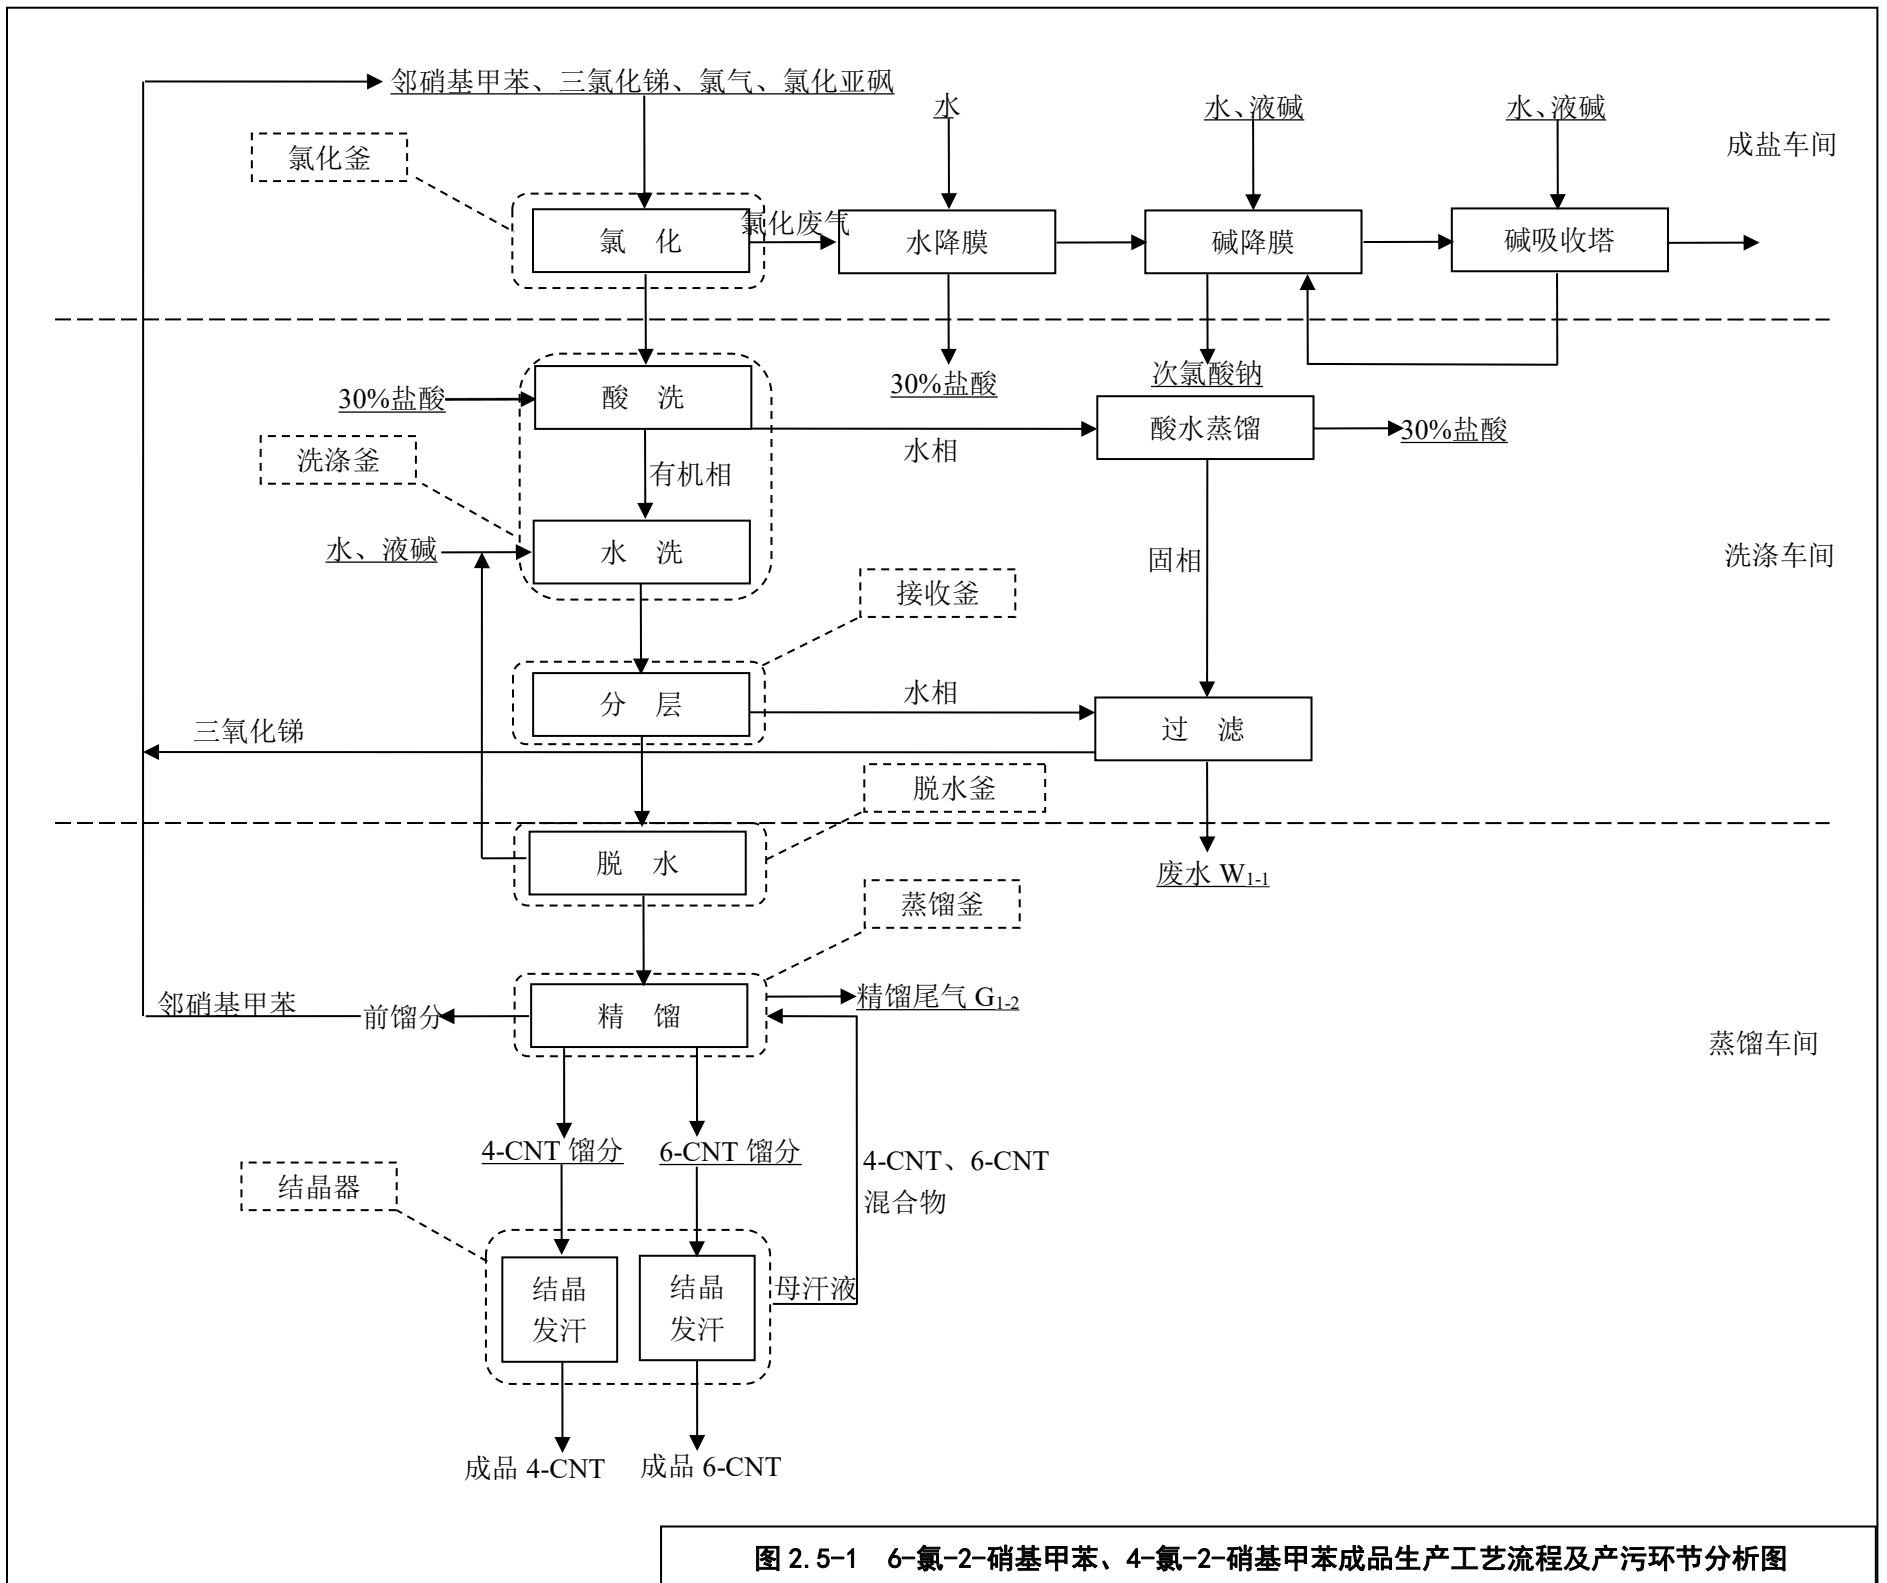 邻硝基甲苯、三氯化锑、氯气、氯化亚砜
水
水、液碱
水、液碱
成盐车间
氯化釜
氯 化
氯化废气
水降膜
碱降膜
碱吸收塔
30%盐酸
酸 洗
30%盐酸
次氯酸钠
酸水蒸馏
30%盐酸
水相
洗涤釜
有机相
水、液碱
水 洗
固相
洗涤车间
接收釜
分 层
水相
过 滤
三氧化锑
脱水釜
脱 水
废水 W1-1
蒸馏釜
邻硝基甲苯
前馏分
精 馏
精馏尾气 G1-2
蒸馏车间
4-CNT 馏分
6-CNT 馏分
4-CNT、6-CNT
混合物
结晶器
结晶
发汗
结晶
发汗
母汗液
成品 4-CNT
成品 6-CNT
图 2.5-1 6-氯-2-硝基甲苯、4-氯-2-硝基甲苯成品生产工艺流程及产污环节分析图